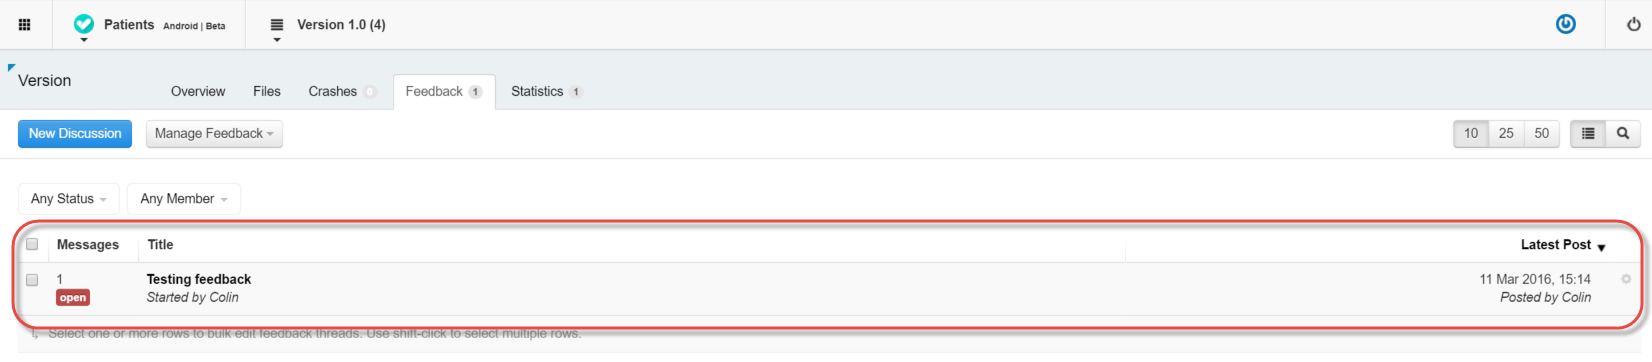 Patients Android | Beta Version 1.0 (4)
Version
Overview Files Crashes 0 Feedback 1 Statistics 1
New Discussion Manage Feedback 10 25 50
Any Status Any Member
Messages Title Latest Post
1 Testing feedback 11 Mar 2016, 15:14
open Started by Colin Posted by Colin
Select one or more rows to bulk edit feedback threads. Use shift-click to select multiple rows.